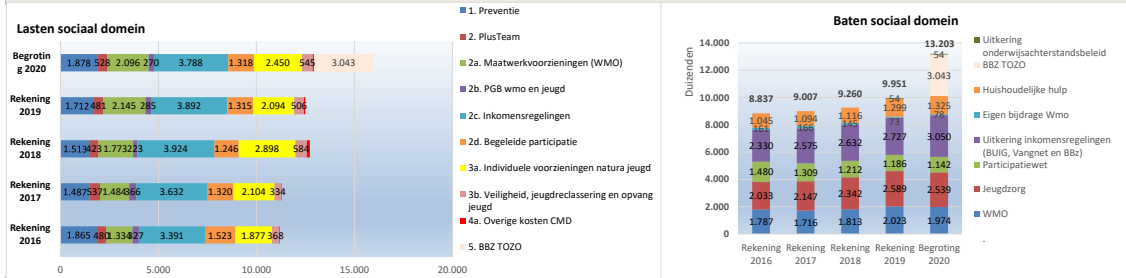 Lasten sociaal domein
Begrotin
g 2020
1.878 528 2.096 270 3.788 1.318 2.450 545 3.043
Rekening
2019
1.712 481 2.145 285 3.892 1.315 2.094 506
Rekening
2018
1.513 423 1.773 223 3.924 1.246 2.898 584
Rekening
2017
1.487 537 1.484 366 3.632 1.320 2.104 334
Rekening
2016
1.865 480 1.334 327 3.391 1.523 1.877 368
0 5.000 10.000 15.000 20.000
1. Preventie
2. PlusTeam
2a. Maatwerkvoorzieningen (WMO)
2b. PGB wmo en jeugd
2c. Inkomensregelingen
2d. Begeleide participatie
3a. Individuele voorzieningen natura jeugd
3b. Veiligheid, jeugdreclassering en opvang
jeugd
4a. Overige kosten CMD
5. BBZ TOZO
Baten sociaal domein
Duizenden
14.000
12.000
10.000
8.000
6.000
4.000
2.000
0
8.837 9.007 9.260 9.951 13.203
54 54
3.043
1.045 1.094 1.116 1.299 1.325
161 166 145 73 78
2.330 2.575 2.632 2.727 3.050
1.480 1.309 1.212 1.186 1.142
2.033 2.147 2.342 2.589 2.539
1.787 1.716 1.813 2.023 1.974
Rekening Rekening Rekening Rekening Begroting
2016 2017 2018 2019 2020
Uitkering
onderwijsachterstandsbeleid
BBZ TOZO
Huishoudelijke hulp
Eigen bijdrage Wmo
Uitkering inkomensregelingen
(BUIG, Vangnet en BBz)
Participatiewet
Jeugdzorg
WMO